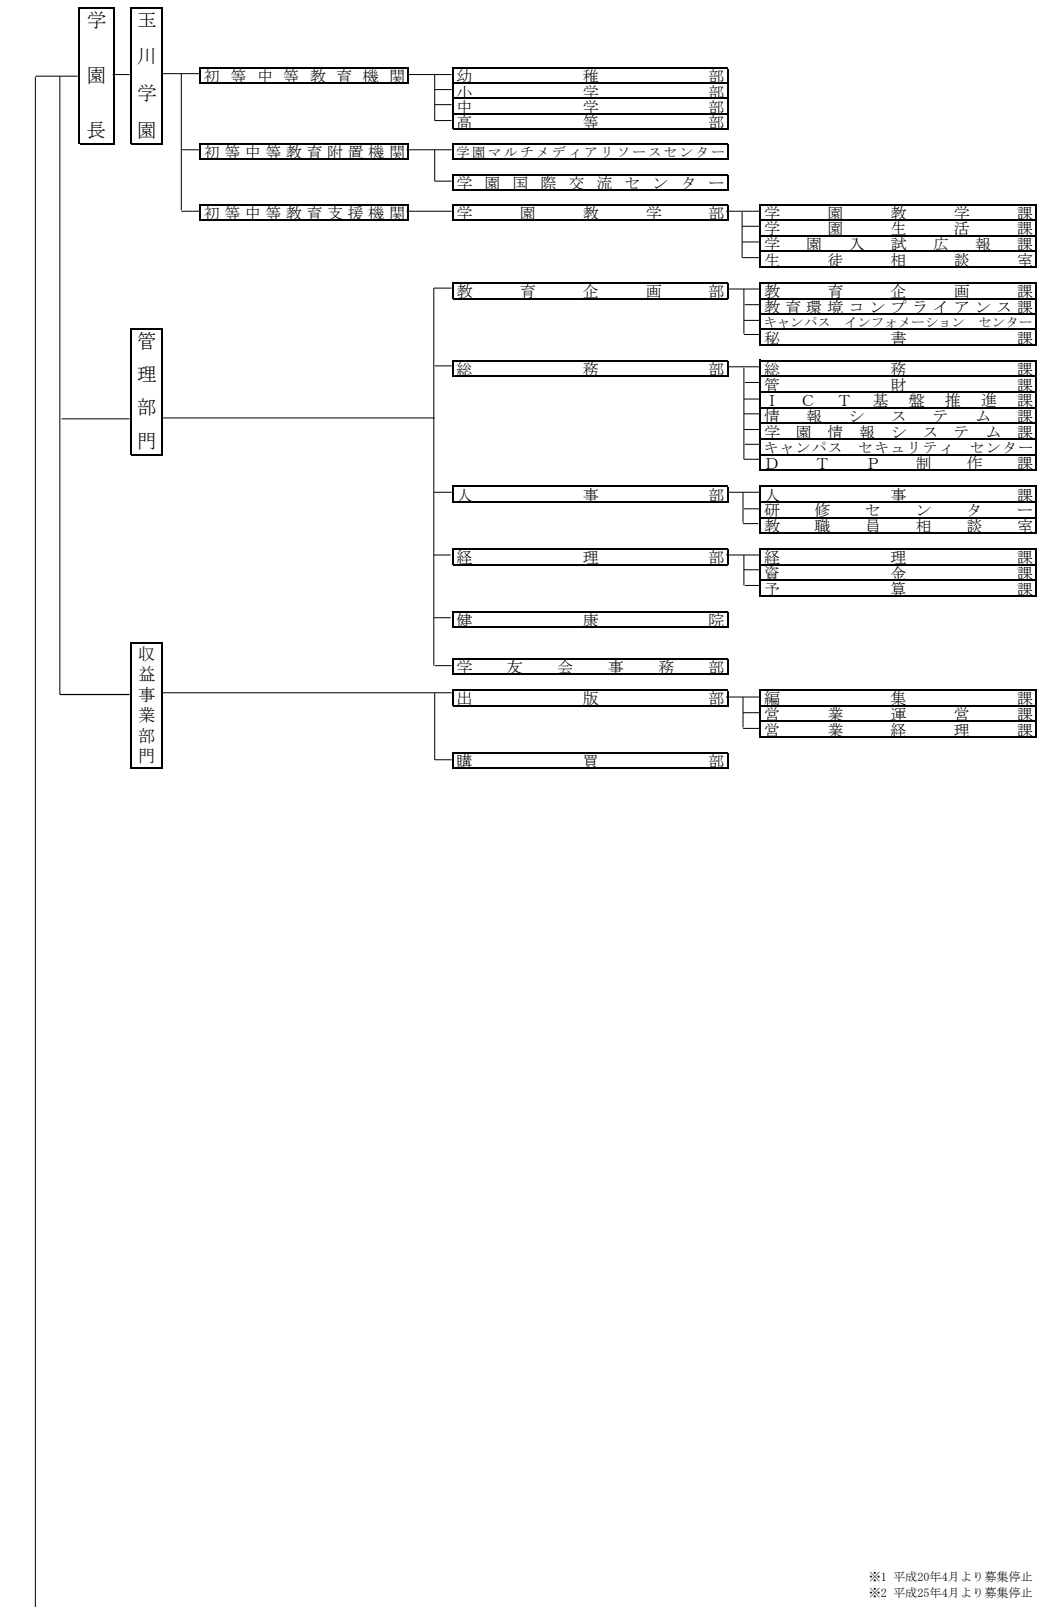 学園長
玉川学園
初等中等教育機関
幼稚部
小学部
中学部
高等部
初等中等教育附置機関
学園マルチメディアリソースセンター
学園国際交流センター
初等中等教育支援機関
学園教学部
学園教学課
学園生活課
学園入試広報課
生徒相談室
管理部門
教育企画部
教育企画課
教育環境コンプライアンス課
キャンパス インフォメーション センター
秘書課
総務部
総務課
管財課
ICT基盤推進課
情報システム課
学園情報システム課
キャンパス セキュリティ センター
DTP制作課
人事部
人事課
研修センター
教職員相談室
経理部
経理課
資金課
予算課
健康院
学友会事務部
収益事業部門
出版部
編集課
営業運営課
営業経理課
購買部
※1 平成20年4月より募集停止
※2 平成25年4月より募集停止